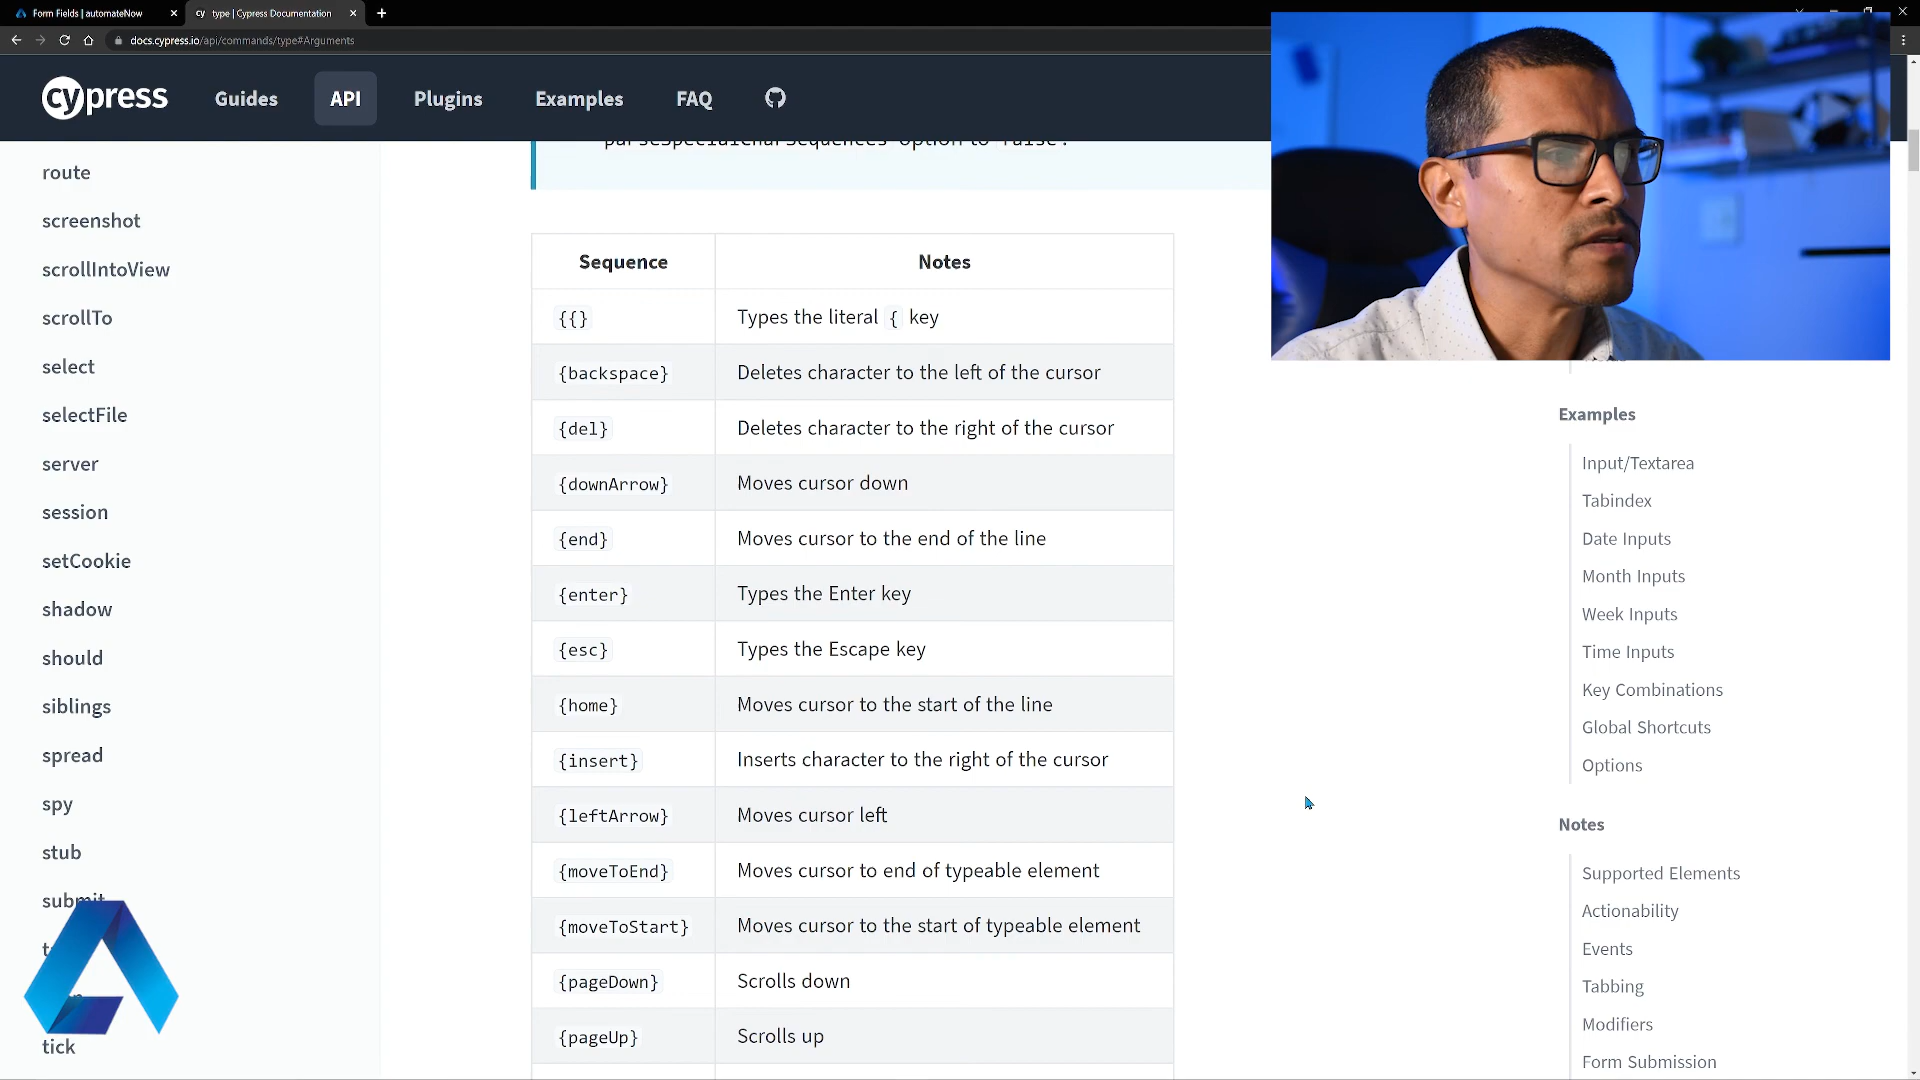 Form Fields | automateNow
cy type | Cypress Documentation
docs.cypress.io/api/commands/type#Arguments
cypress
Guides
API
Plugins
Examples
FAQ
parseSpecialCharSequences option to false.
route
screenshot
scrollIntoView
scrollTo
select
selectFile
server
session
setCookie
shadow
should
siblings
spread
spy
stub
submit
tick
Sequence Notes
{{} Types the literal { key
{backspace} Deletes character to the left of the cursor
{del} Deletes character to the right of the cursor
{downArrow} Moves cursor down
{end} Moves cursor to the end of the line
{enter} Types the Enter key
{esc} Types the Escape key
{home} Moves cursor to the start of the line
{insert} Inserts character to the right of the cursor
{leftArrow} Moves cursor left
{moveToEnd} Moves cursor to end of typeable element
{moveToStart} Moves cursor to the start of typeable element
{pageDown} Scrolls down
{pageUp} Scrolls up
Examples
Input/Textarea
Tabindex
Date Inputs
Month Inputs
Week Inputs
Time Inputs
Key Combinations
Global Shortcuts
Options
Notes
Supported Elements
Actionability
Events
Tabbing
Modifiers
Form Submission